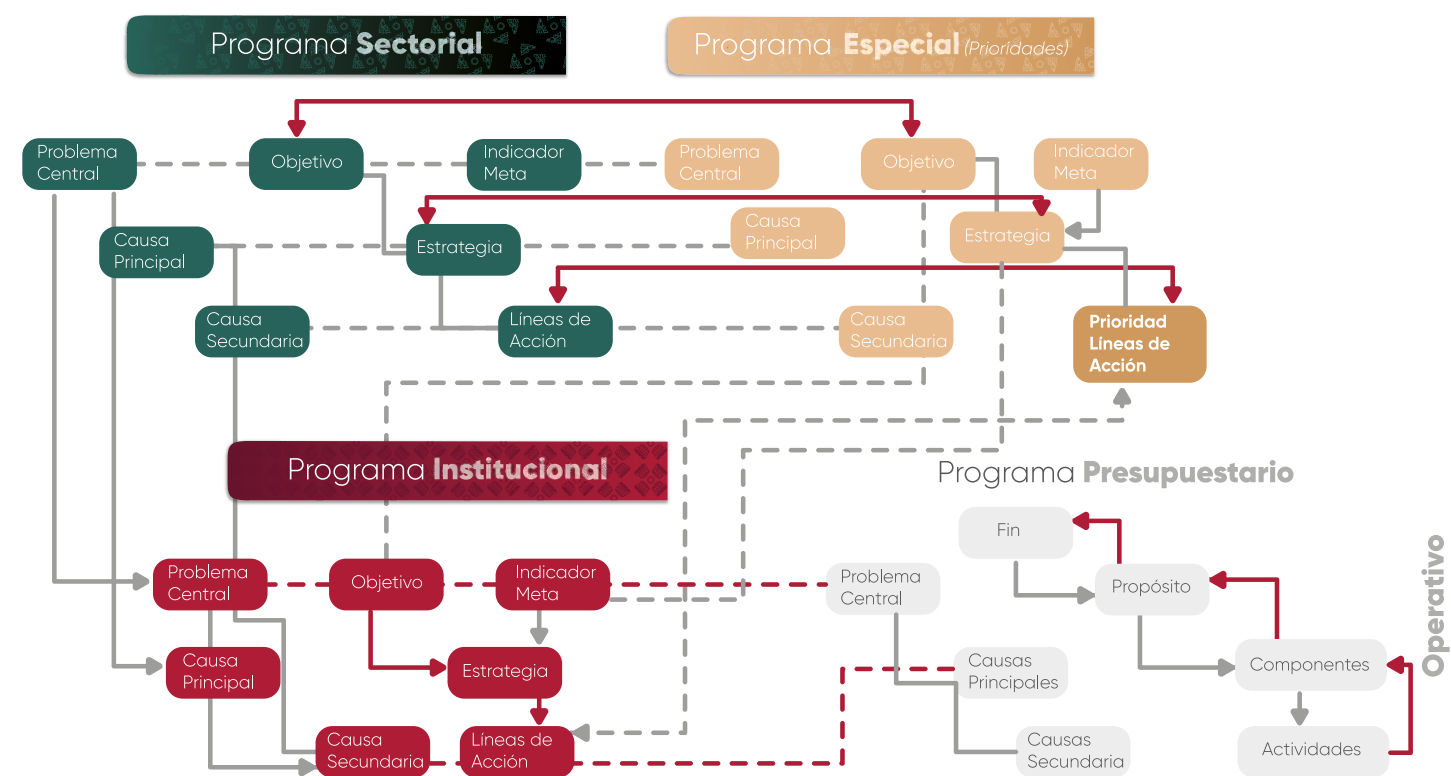 Programa Sectorial
Programa Especial (Prioridades)
Problema
Central
Objetivo
Indicador
Meta
Problema
Central
Objetivo
Indicador
Meta
Causa
Principal
Estrategia
Causa
Principal
Estrategia
Causa
Secundaria
Líneas de
Acción
Causa
Secundaria
Prioridad
Líneas de
Acción
Programa Institucional
Programa Presupuestario
Fin
Problema
Central
Objetivo
Indicador
Meta
Problema
Central
Propósito
Operativo
Causa
Principal
Estrategia
Causas
Principales
Componentes
Causa
Secundaria
Líneas de
Acción
Causas
Secundaria
Actividades